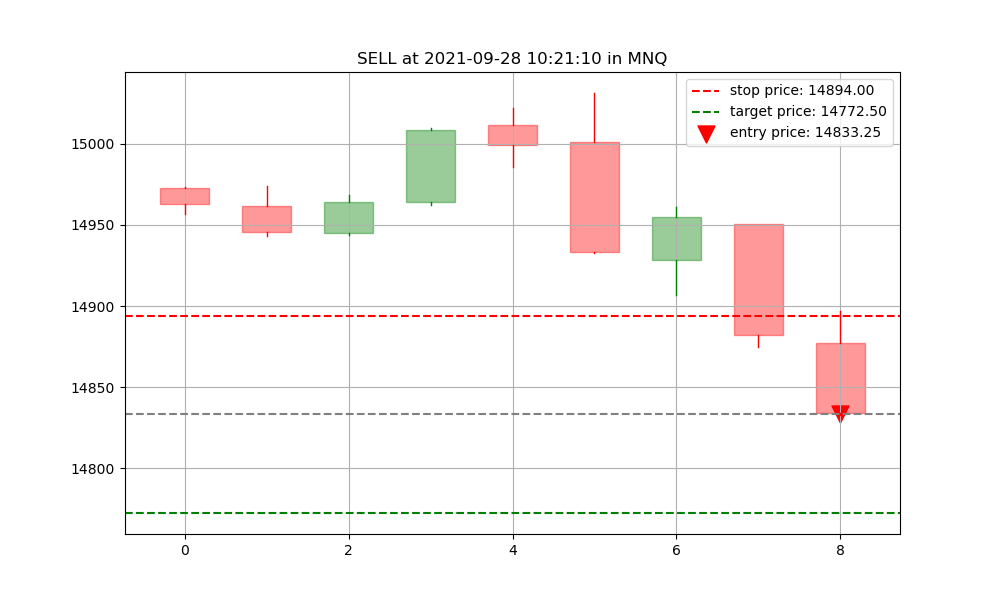 SELL at 2021-09-28 10:21:10 in MNQ
stop price: 14894.00
target price: 14772.50
entry price: 14833.25
15000
14950
14900
14850
14800
0 2 4 6 8